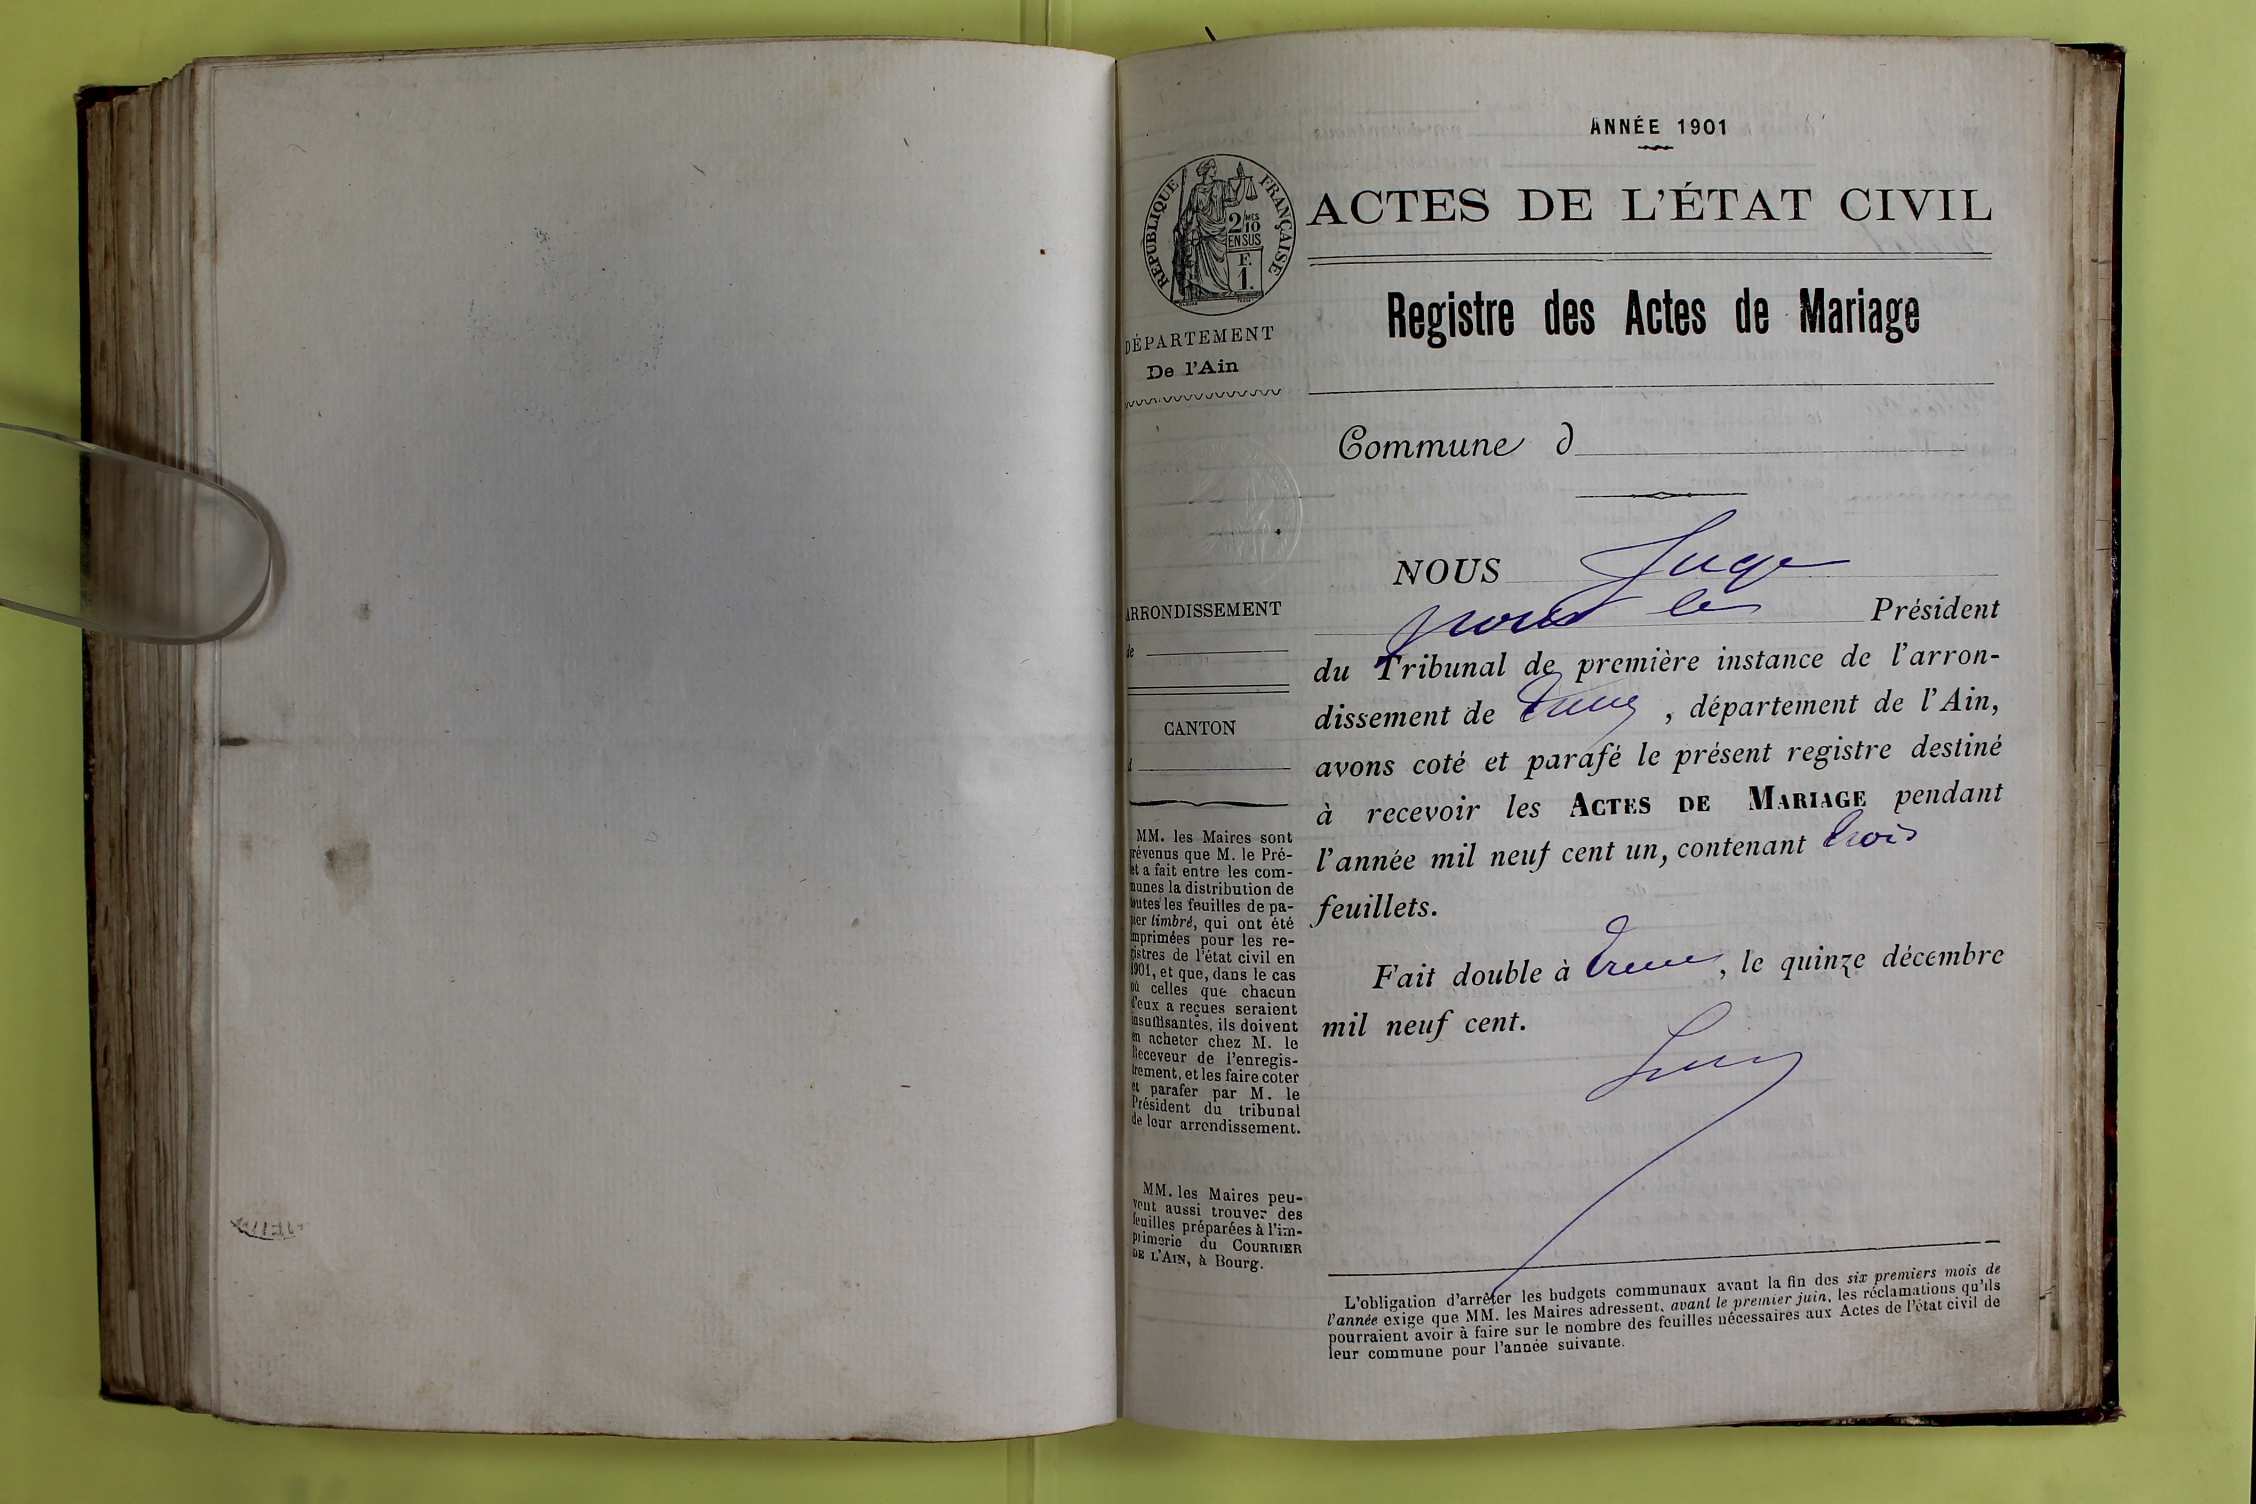 ANNÉE 1901
RÉPUBLIQUE FRANÇAISE
2/10 MES
EN SUS
F.
1.
ACTES DE L'ÉTAT CIVIL
Registre des Actes de Mariage
DÉPARTEMENT
De l'Ain
Commune d
NOUS Juge
pour le Président
du Tribunal de première instance de l'arron-
dissement de , département de l'Ain,
avons coté et parafé le présent registre destiné
à recevoir les ACTES DE MARIAGE pendant
l'année mil neuf cent un, contenant trois
feuillets.
Fait double à , le quinze décembre
mil neuf cent.
ARRONDISSEMENT
de
CANTON
d
MM. les Maires sont
prévenus que M. le Pré-
fet a fait entre les com-
munes la distribution de
toutes les feuilles de pa-
pier timbré, qui ont été
imprimées pour les re-
gistres de l'état civil en
1901, et que, dans le cas
où celles que chacun
d'eux a reçues seraient
insuffisantes, ils doivent
en acheter chez M. le
Receveur de l'enregis-
trement, et les faire coter
et parafer par M. le
Président du tribunal
de leur arrondissement.
MM. les Maires peu-
vent aussi trouver des
feuilles préparées à l'im-
primerie du COURRIER
DE L'AIN, à Bourg.
L'obligation d'arrêter les budgets communaux avant la fin des six premiers mois de
l'année exige que MM. les Maires adressent, avant le premier juin, les réclamations qu'ils
pourraient avoir à faire sur le nombre des feuilles nécessaires aux Actes de l'état civil de
leur commune pour l'année suivante.